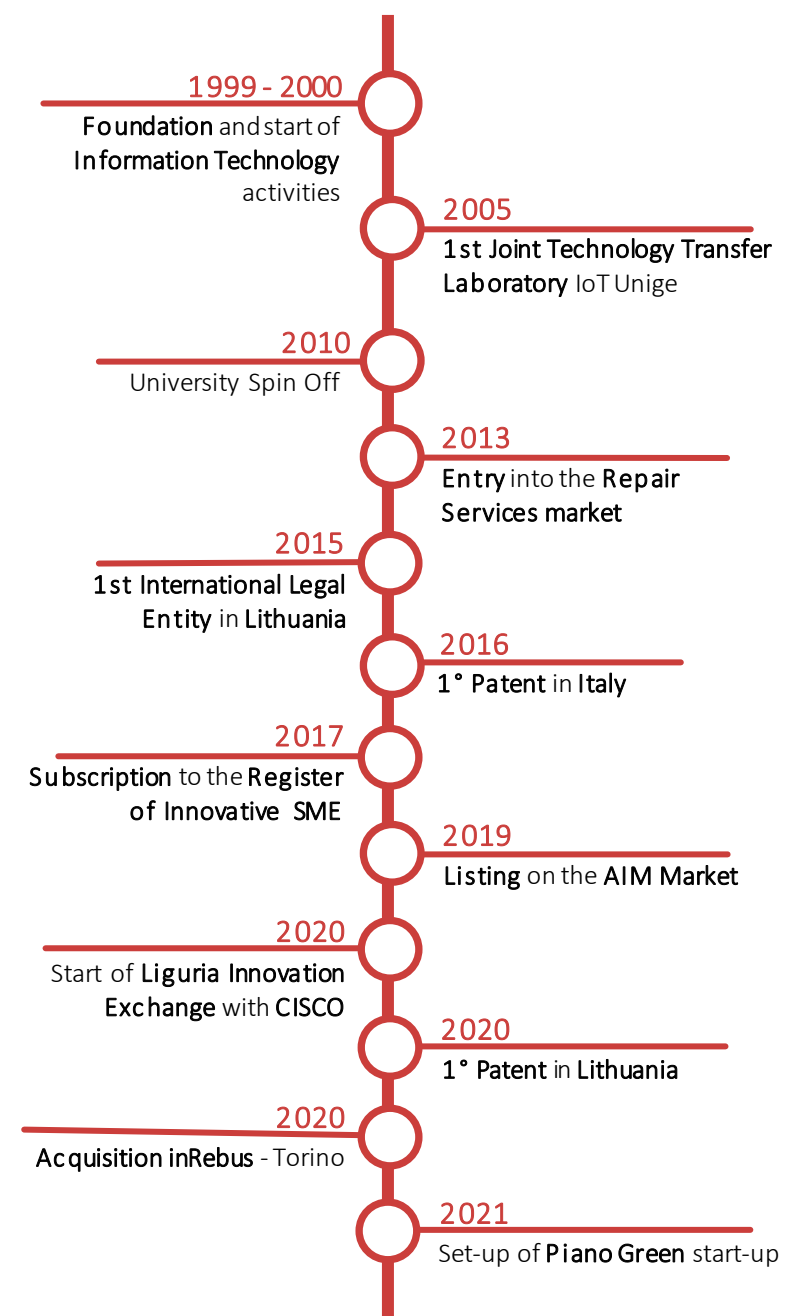 1999 - 2000
Foundation and start of
Information Technology
activities
2005
1st Joint Technology Transfer
Laboratory IoT Unige
2010
University Spin Off
2013
Entry into the Repair
Services market
2015
1st International Legal
Entity in Lithuania
2016
1° Patent in Italy
2017
Subscription to the Register
of Innovative SME
2019
Listing on the AIM Market
2020
Start of Liguria Innovation
Exchange with CISCO
2020
1° Patent in Lithuania
2020
Acquisition inRebus - Torino
2021
Set-up of Piano Green start-up